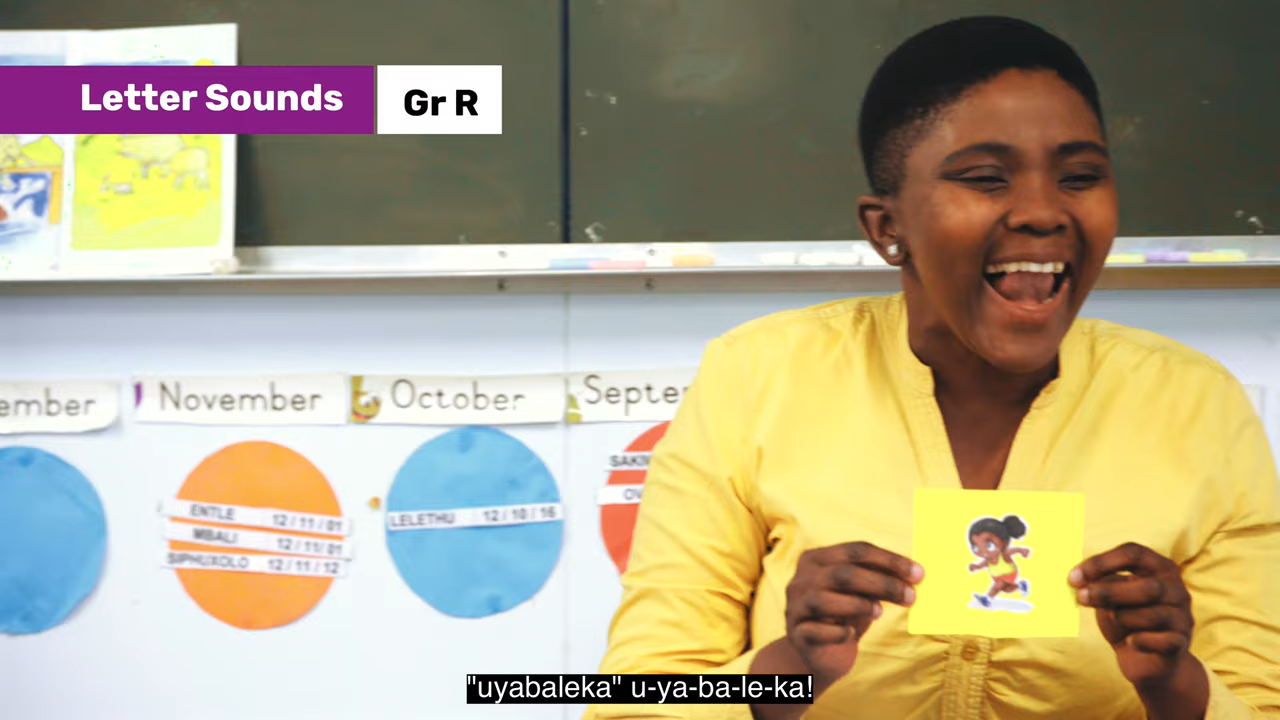 Letter Sounds
Gr R
ember
November
October
Septe
ENTLE 12/11/01
MBALI 12/11/01
SIPHUXOLO 12/11/12
LELETHU 12/10/16
"uyabaleka" u-ya-ba-le-ka!